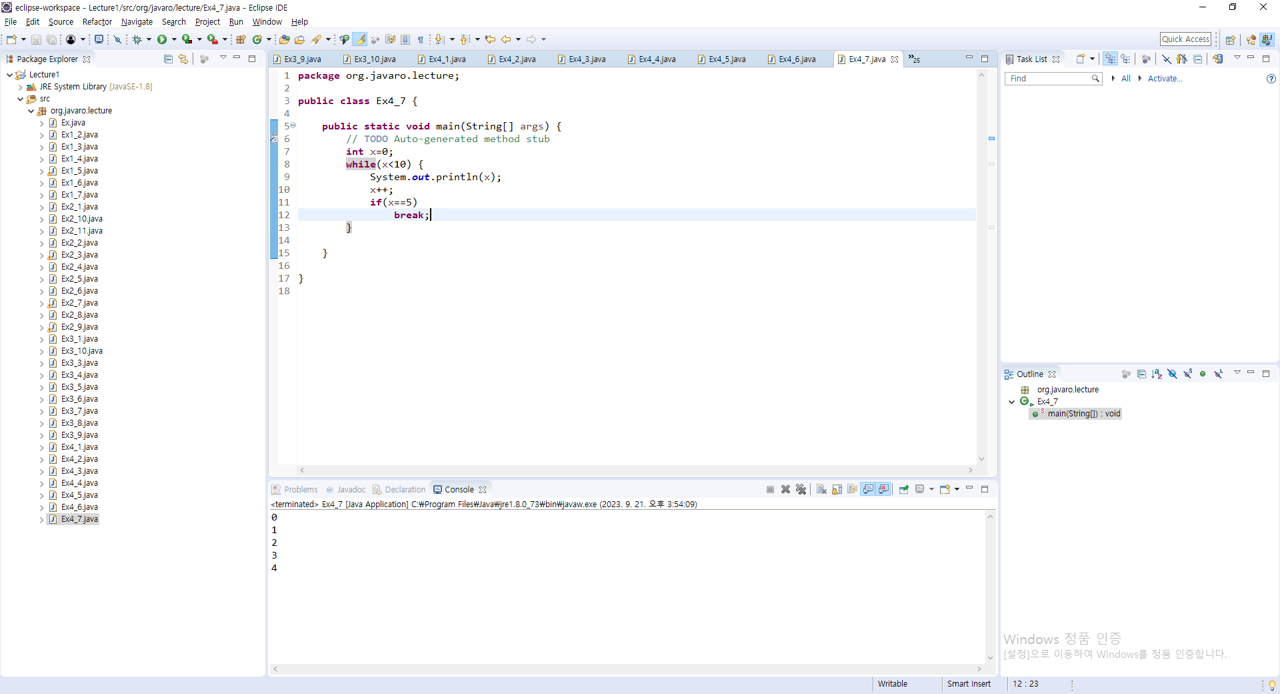 eclipse-workspace - Lecture1/src/org/javaro/lecture/Ex4_7.java - Eclipse IDE
File Edit Source Refactor Navigate Search Project Run Window Help
Quick Access
Package Explorer
Lecture1
JRE System Library [JavaSE-1.8]
src
org.javaro.lecture
Ex.java
Ex1_2.java
Ex1_3.java
Ex1_4.java
Ex1_5.java
Ex1_6.java
Ex1_7.java
Ex2_1.java
Ex2_10.java
Ex2_11.java
Ex2_2.java
Ex2_3.java
Ex2_4.java
Ex2_5.java
Ex2_6.java
Ex2_7.java
Ex2_8.java
Ex2_9.java
Ex3_1.java
Ex3_10.java
Ex3_3.java
Ex3_4.java
Ex3_5.java
Ex3_6.java
Ex3_7.java
Ex3_8.java
Ex3_9.java
Ex4_1.java
Ex4_2.java
Ex4_3.java
Ex4_4.java
Ex4_5.java
Ex4_6.java
Ex4_7.java
Ex3_9.java Ex3_10.java Ex4_1.java Ex4_2.java Ex4_3.java Ex4_4.java Ex4_5.java Ex4_6.java Ex4_7.java »25
1 package org.javaro.lecture;
2
3 public class Ex4_7 {
4
5 public static void main(String[] args) {
6 // TODO Auto-generated method stub
7 int x=0;
8 while(x<10) {
9 System.out.println(x);
10 x++;
11 if(x==5)
12 break;
13 }
14
15 }
16
17 }
18
Problems Javadoc Declaration Console
<terminated> Ex4_7 [Java Application] C:₩Program Files₩Java₩jre1.8.0_73₩bin₩javaw.exe (2023. 9. 21. 오후 3:54:09)
0
1
2
3
4
Task List
Find All Activate...
Outline
org.javaro.lecture
Ex4_7
main(String[]) : void
Windows 정품 인증
[설정]으로 이동하여 Windows를 정품 인증합니다.
Writable Smart Insert 12 : 23